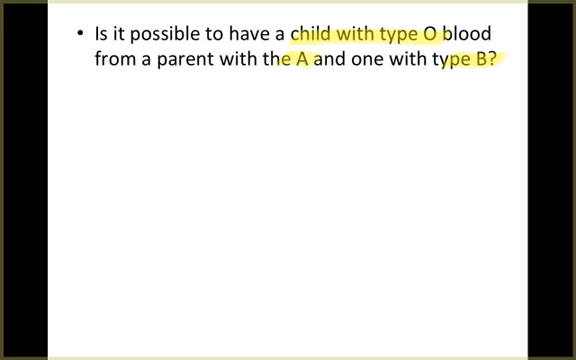 • Is it possible to have a child with type O blood
from a parent with the A and one with type B?